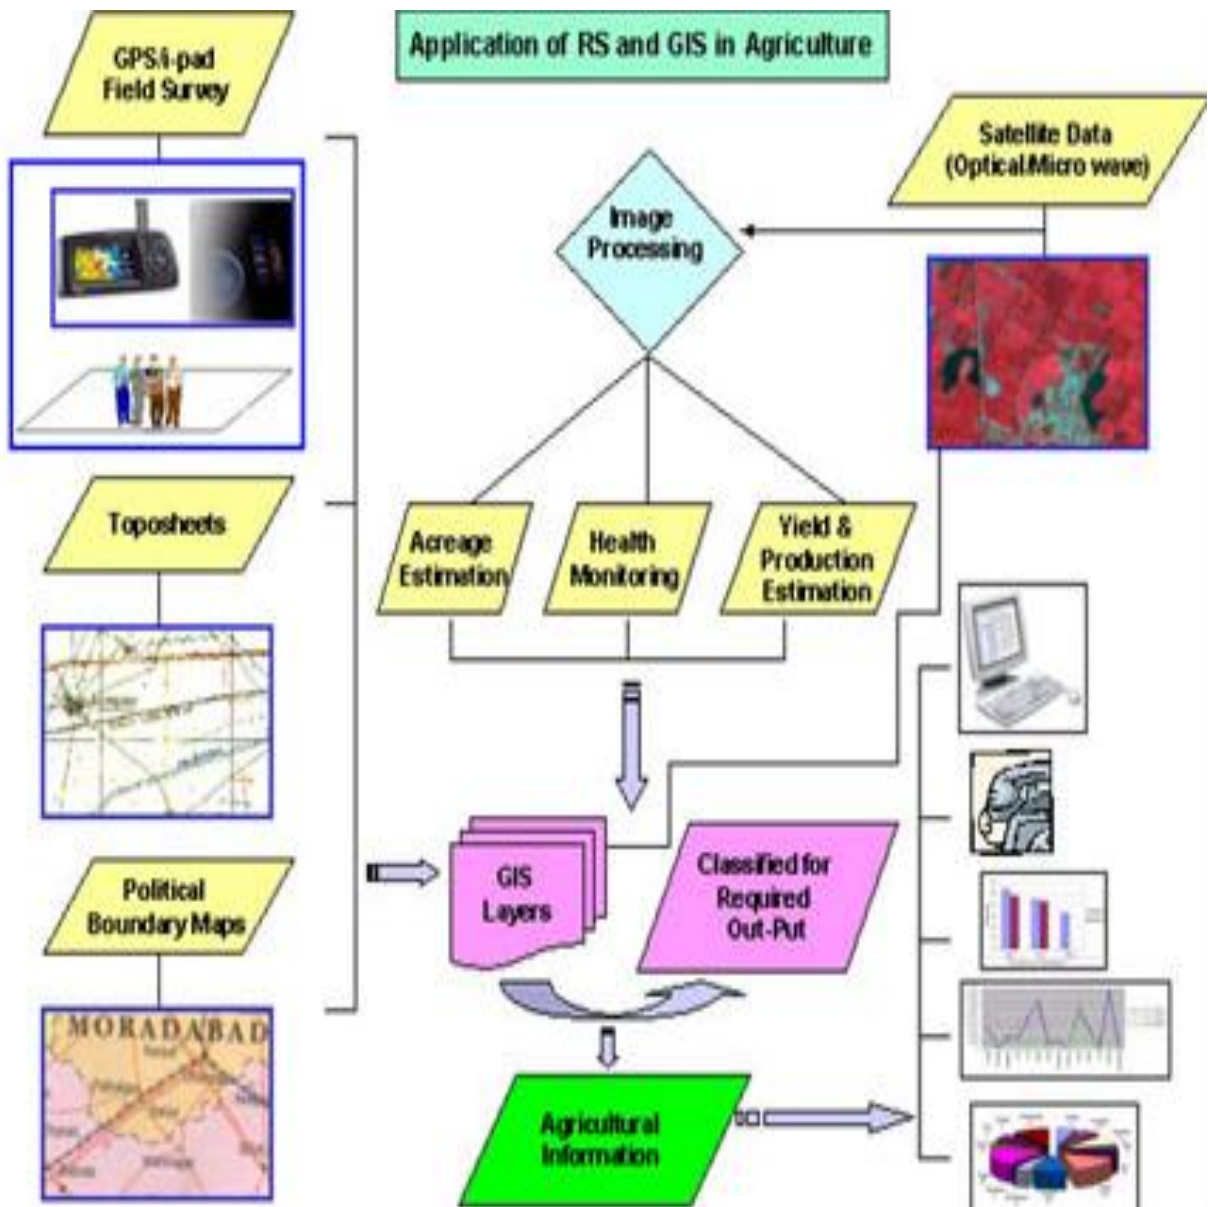 Application of RS and GIS in Agriculture
GPS/i-pad
Field Survey
Satellite Data
(Optical/Micro wave)
Image
Processing
Toposheets
Acreage
Estimation
Health
Monitoring
Yield &
Production
Estimation
Political
Boundary Maps
GIS
Layers
Classified for
Required
Out-Put
MORADABAD
Agricultural
Information